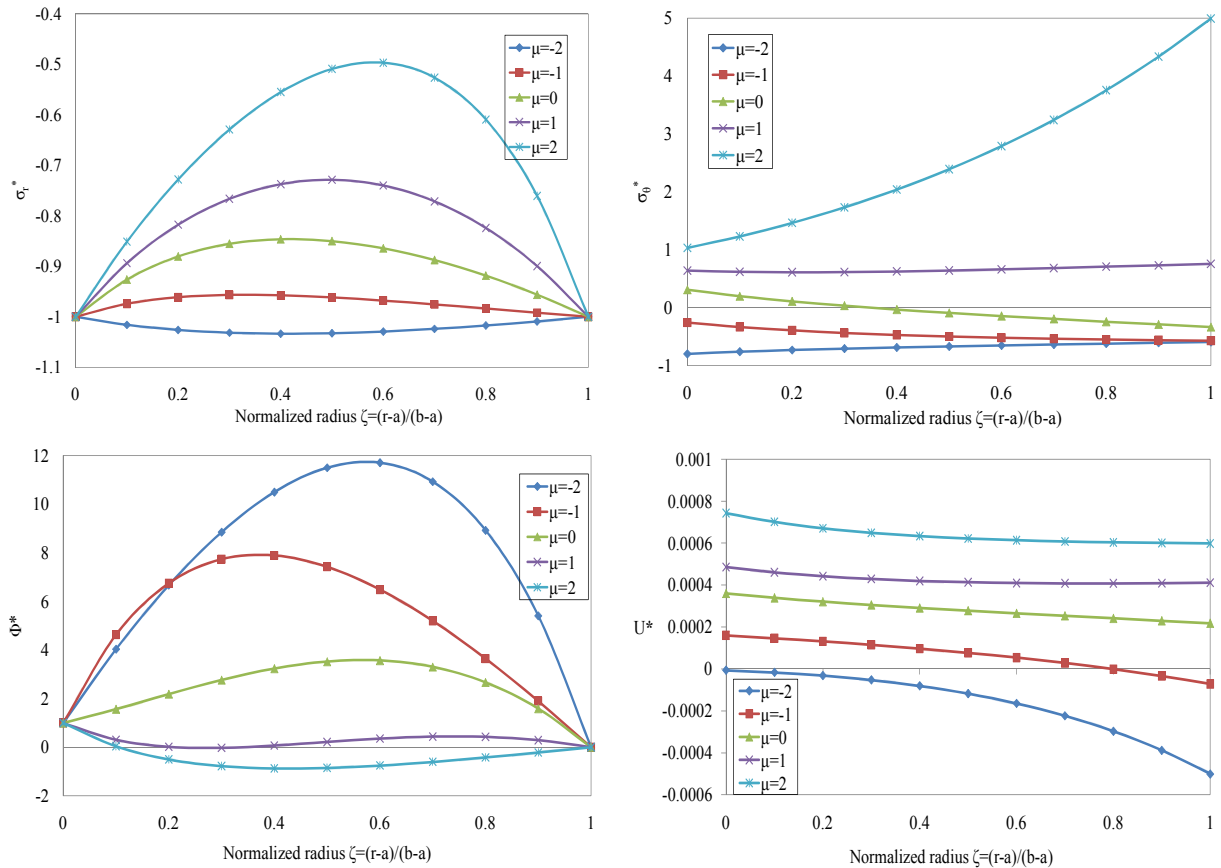 -0.4
-0.5
-0.6
-0.7
-0.8
-0.9
-1
-1.1
σr*
0 0.2 0.4 0.6 0.8 1
Normalized radius ζ=(r-a)/(b-a)
μ=-2
μ=-1
μ=0
μ=1
μ=2
5
4
3
2
1
0
-1
σθ*
0 0.2 0.4 0.6 0.8 1
Normalized radius ζ=(r-a)/(b-a)
μ=-2
μ=-1
μ=0
μ=1
μ=2
12
10
8
6
4
2
0
-2
Φ*
0 0.2 0.4 0.6 0.8 1
Normalized radius ζ=(r-a)/(b-a)
μ=-2
μ=-1
μ=0
μ=1
μ=2
0.001
0.0008
0.0006
0.0004
0.0002
0
-0.0002
-0.0004
-0.0006
U*
0 0.2 0.4 0.6 0.8 1
Normalized radius ζ=(r-a)/(b-a)
μ=-2
μ=-1
μ=0
μ=1
μ=2